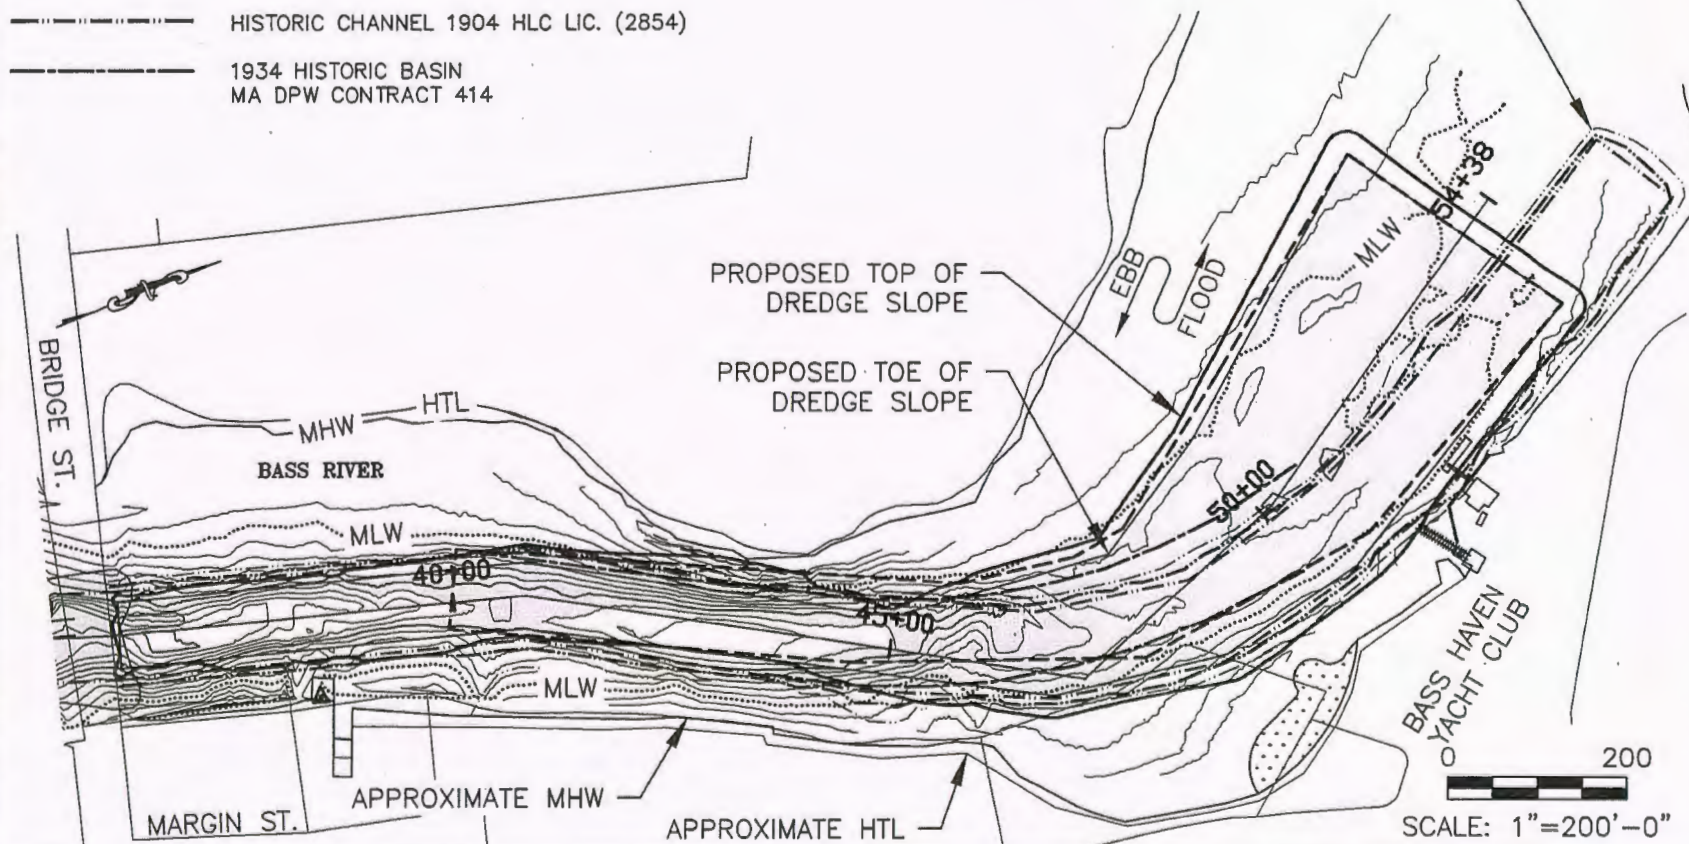 HISTORIC CHANNEL 1904 HLC LIC. (2854)
1934 HISTORIC BASIN
MA DPW CONTRACT 414
54+38
MLW
PROPOSED TOP OF
DREDGE SLOPE
EBB
FLOOD
PROPOSED TOE OF
DREDGE SLOPE
BRIDGE ST.
HTL
MHW
BASS RIVER
MLW
50+00
40+00
45+00
MLW
BASS HAVEN
YACHT CLUB
0 200
SCALE: 1"=200'-0"
APPROXIMATE MHW
MARGIN ST.
APPROXIMATE HTL